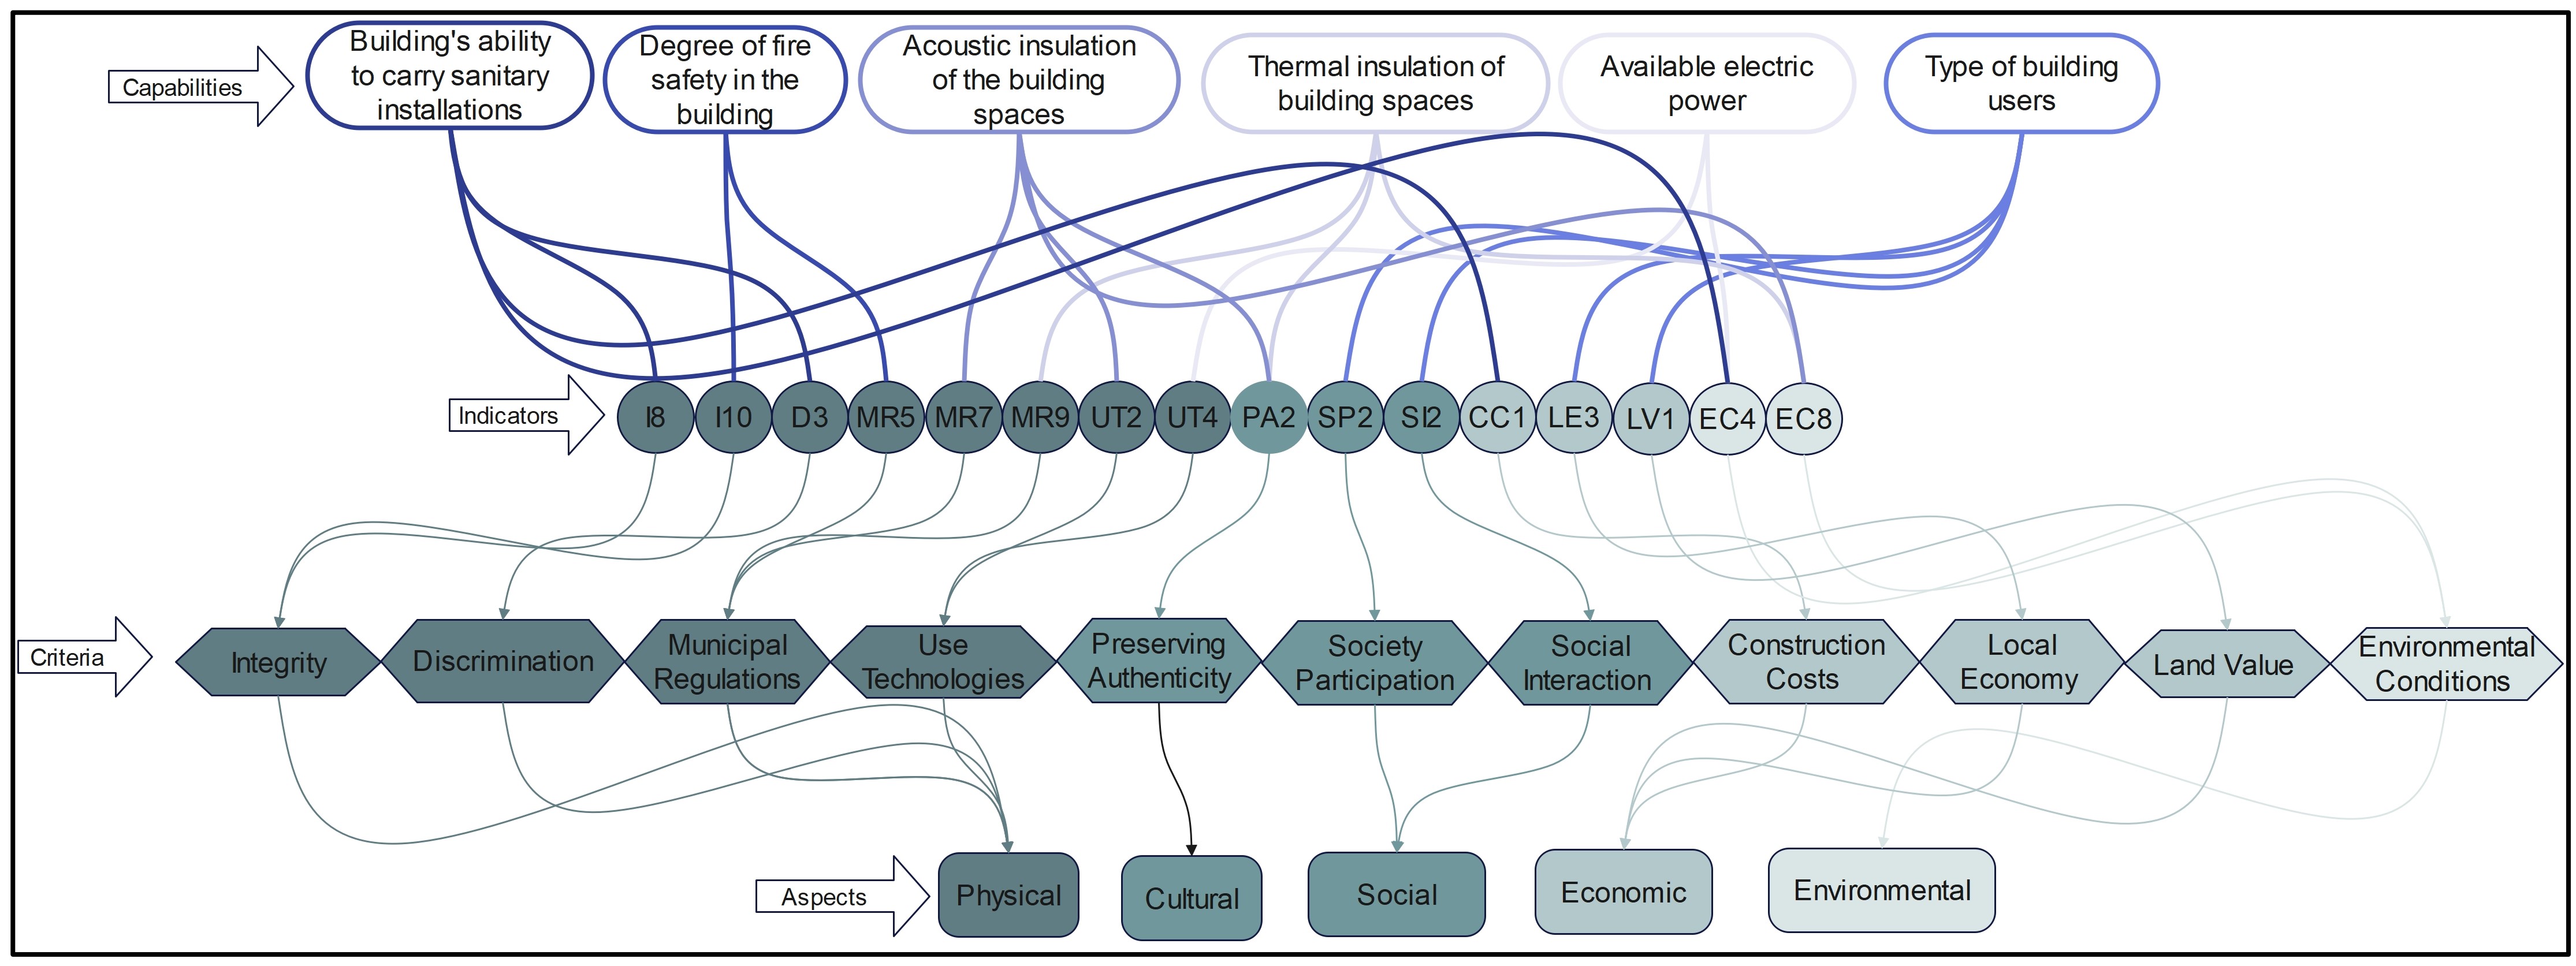 Capabilities
Building's ability
to carry sanitary
installations
Degree of fire
safety in the
building
Acoustic insulation
of the building
spaces
Thermal insulation of
building spaces
Available electric
power
Type of building
users
Indicators
I8
I10
D3
MR5
MR7
MR9
UT2
UT4
PA2
SP2
SI2
CC1
LE3
LV1
EC4
EC8
Criteria
Integrity
Discrimination
Municipal
Regulations
Use
Technologies
Preserving
Authenticity
Society
Participation
Social
Interaction
Construction
Costs
Local
Economy
Land Value
Environmental
Conditions
Aspects
Physical
Cultural
Social
Economic
Environmental